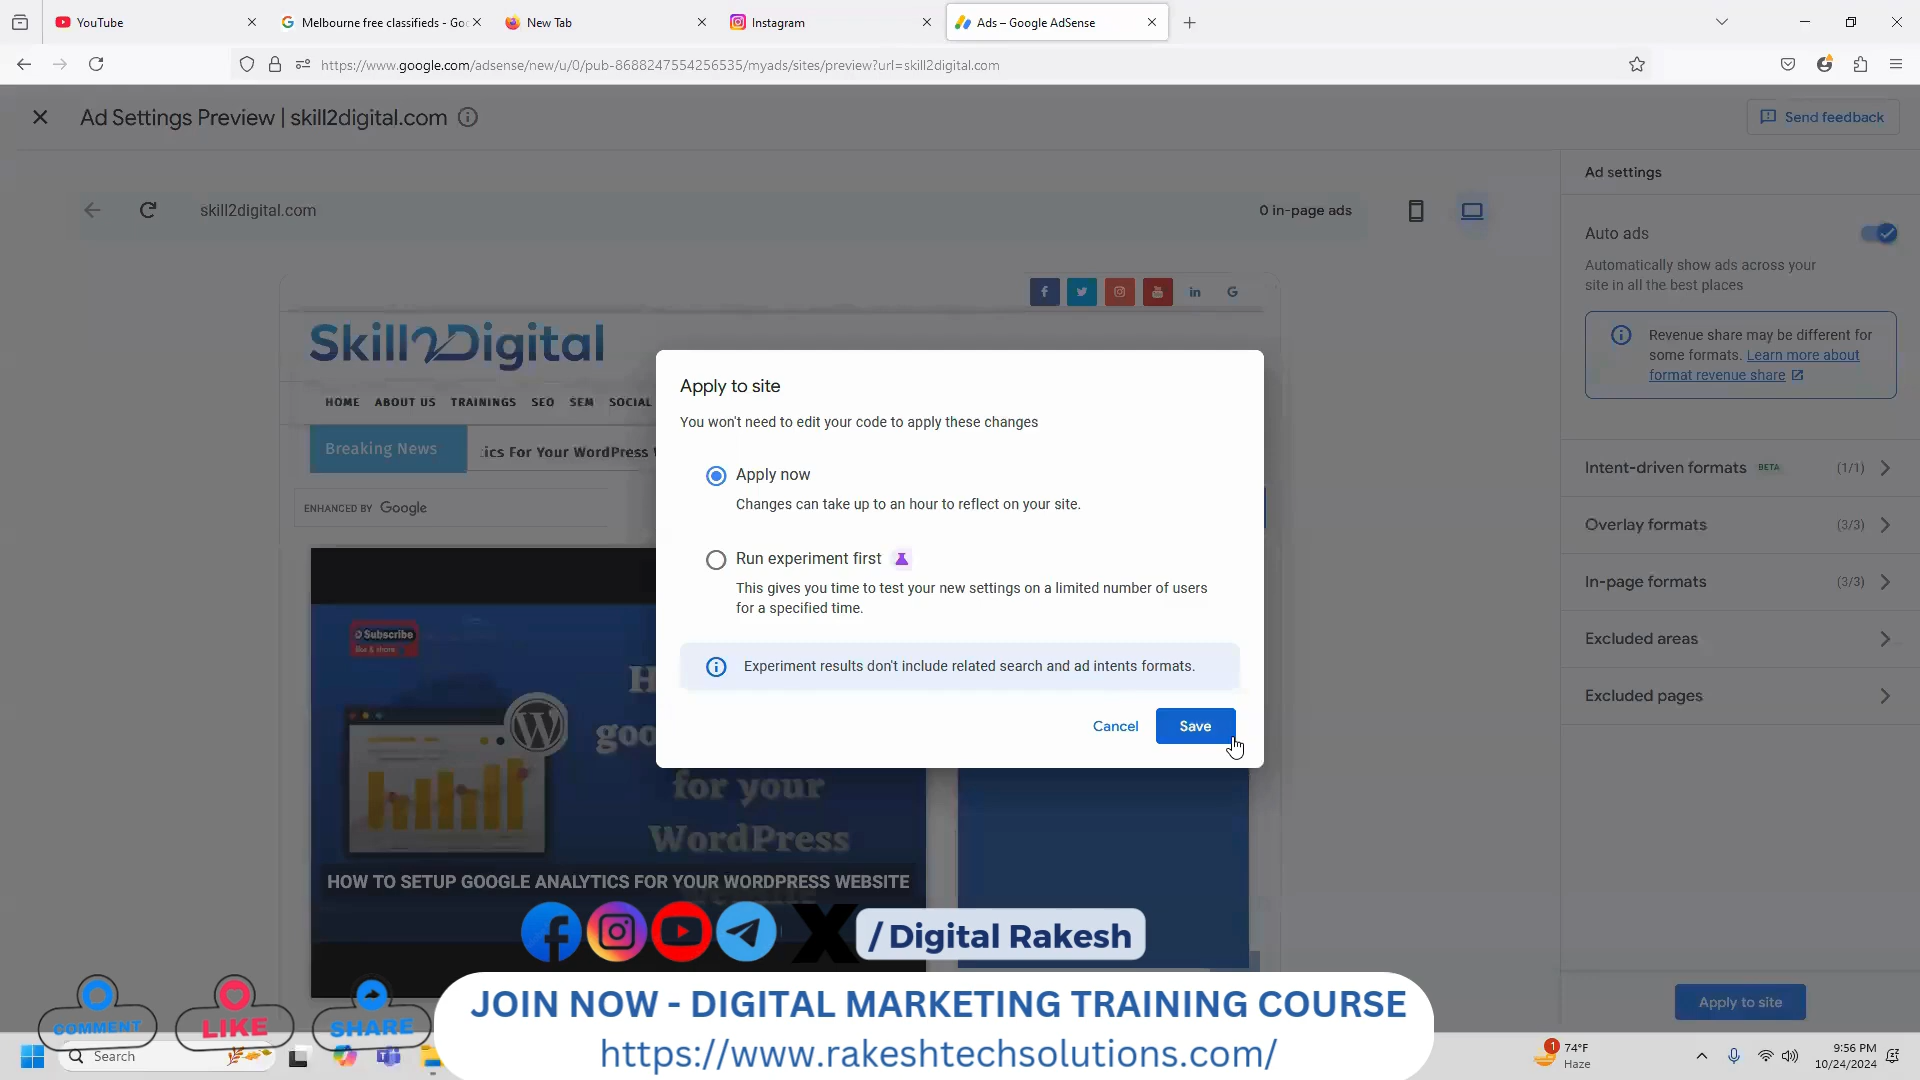 YouTube
Melbourne free classifieds - Goo
New Tab
Instagram
Ads – Google AdSense
https://www.google.com/adsense/new/u/0/pub-8688247554256535/myads/sites/preview?url=skill2digital.com
Ad Settings Preview | skill2digital.com
Send feedback
skill2digital.com
0 in-page ads
Skill2Digital
HOME ABOUT US TRAININGS SEO SEM SOCIAL
Breaking News
ics For Your WordPress
ENHANCED BY Google
Subscribe
like & share
for your
WordPress
HOW TO SETUP GOOGLE ANALYTICS FOR YOUR WORDPRESS WEBSITE
Apply to site
You won't need to edit your code to apply these changes
Apply now
Changes can take up to an hour to reflect on your site.
Run experiment first
This gives you time to test your new settings on a limited number of users
for a specified time.
Experiment results don't include related search and ad intents formats.
Cancel
Save
Ad settings
Auto ads
Automatically show ads across your
site in all the best places
Revenue share may be different for
some formats. Learn more about
format revenue share
Intent-driven formats BETA (1/1)
Overlay formats (3/3)
In-page formats (3/3)
Excluded areas
Excluded pages
Apply to site
/Digital Rakesh
COMMENT
LIKE
SHARE
JOIN NOW - DIGITAL MARKETING TRAINING COURSE
https://www.rakeshtechsolutions.com/
Search
1
74°F
Haze
9:56 PM
10/24/2024